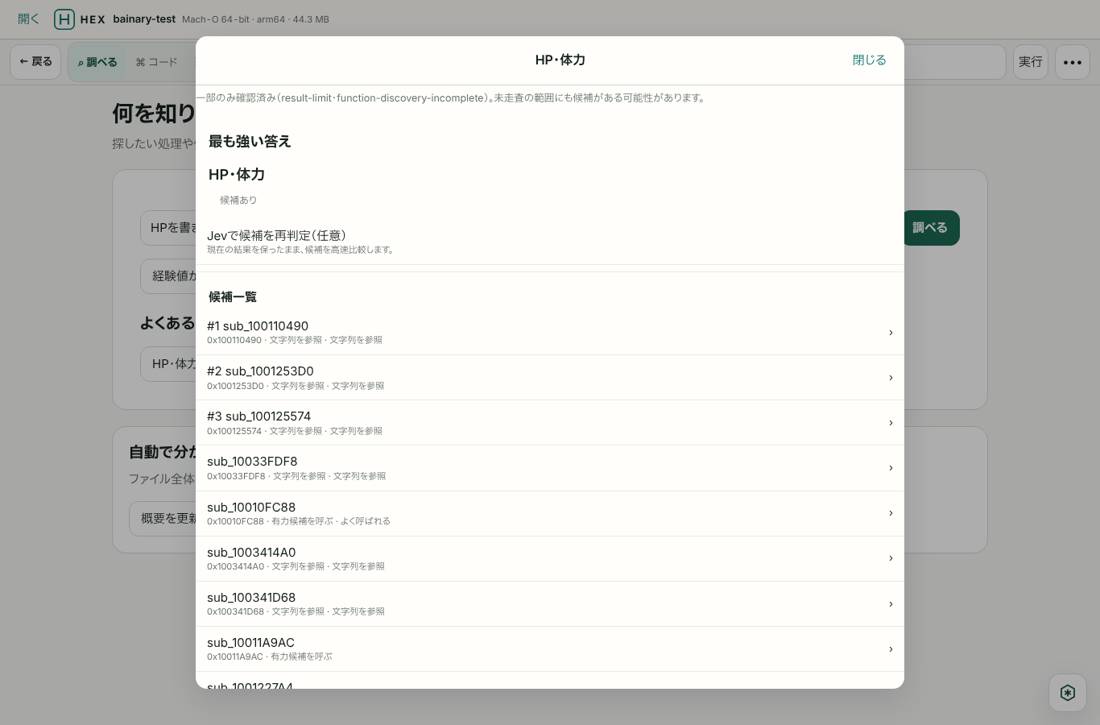 開く HEX bainary-test Mach-O 64-bit · arm64 · 44.3 MB
← 戻る 調べる ⌘ コード
実行 •••
何を知り
探したい処理や
HPを書き
調べる
経験値か
よくある
HP・体力
自動で分か
ファイル全体
概要を更新
HP・体力
閉じる
一部のみ確認済み（result-limit・function-discovery-incomplete）。未走査の範囲にも候補がある可能性があります。
最も強い答え
HP・体力
候補あり
Jevで候補を再判定（任意）
現在の結果を保ったまま、候補を高速比較します。
候補一覧
#1 sub_100110490
0x100110490 · 文字列を参照 · 文字列を参照
#2 sub_1001253D0
0x1001253D0 · 文字列を参照 · 文字列を参照
#3 sub_100125574
0x100125574 · 文字列を参照 · 文字列を参照
sub_10033FDF8
0x10033FDF8 · 文字列を参照 · 文字列を参照
sub_10010FC88
0x10010FC88 · 有力候補を呼ぶ · よく呼ばれる
sub_1003414A0
0x1003414A0 · 文字列を参照 · 文字列を参照
sub_100341D68
0x100341D68 · 文字列を参照 · 文字列を参照
sub_10011A9AC
0x10011A9AC · 有力候補を呼ぶ
sub_1001227A4